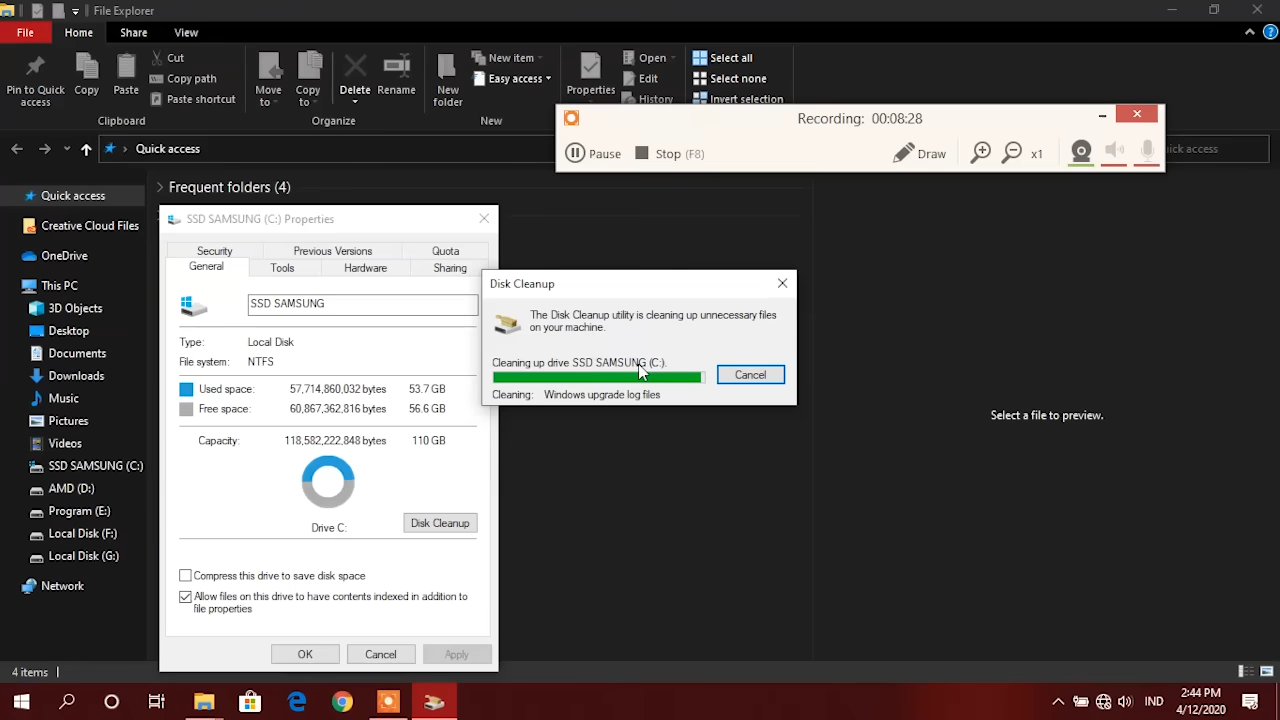 File Explorer
File
Home
Share
View
Pin to Quick access
Copy
Paste
Cut
Copy path
Paste shortcut
Clipboard
Move to
Copy to
Delete
Rename
Organize
New folder
New item
Easy access
New
Properties
Open
Edit
History
Select all
Select none
Invert selection
Recording: 00:08:28
Pause
Stop (F8)
Draw
x1
Quick access
ick access
Quick access
Creative Cloud Files
OneDrive
This PC
3D Objects
Desktop
Documents
Downloads
Music
Pictures
Videos
SSD SAMSUNG (C:)
AMD (D:)
Program (E:)
Local Disk (F:)
Local Disk (G:)
Network
Frequent folders (4)
SSD SAMSUNG (C:) Properties
Security
Previous Versions
Quota
General
Tools
Hardware
Sharing
SSD SAMSUNG
Type: Local Disk
File system: NTFS
Used space: 57,714,860,032 bytes 53.7 GB
Free space: 60,867,362,816 bytes 56.6 GB
Capacity: 118,582,222,848 bytes 110 GB
Drive C:
Disk Cleanup
Compress this drive to save disk space
Allow files on this drive to have contents indexed in addition to
file properties
OK
Cancel
Apply
Disk Cleanup
The Disk Cleanup utility is cleaning up unnecessary files
on your machine.
Cleaning up drive SSD SAMSUNG (C:).
Cancel
Cleaning: Windows upgrade log files
Select a file to preview.
4 items
IND
2:44 PM
4/12/2020